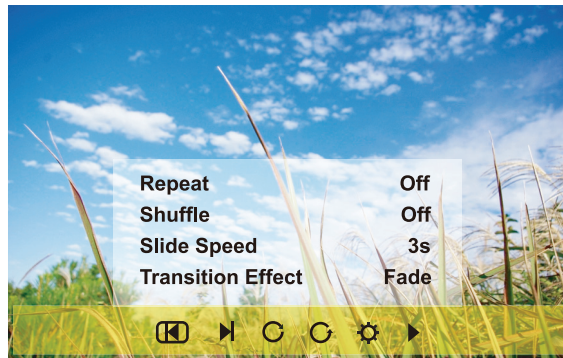 Repeat Off
Shuffle Off
Slide Speed 3s
Transition Effect Fade